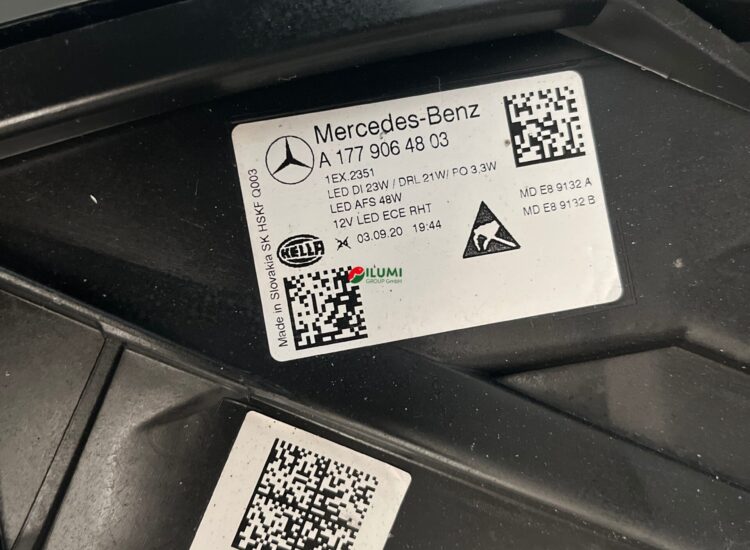 Mercedes-Benz
A 177 906 48 03
1EX.2351
LED DI 23W / DRL 21W/ PO 3.3W
LED AFS 48W
12V LED ECE RHT
03.09.20 19:44
MD E8 9132 A
MD E8 9132 B
HELLA
Made in Slovakia SK HSKF Q003
ILUMI
GROUP GmbH